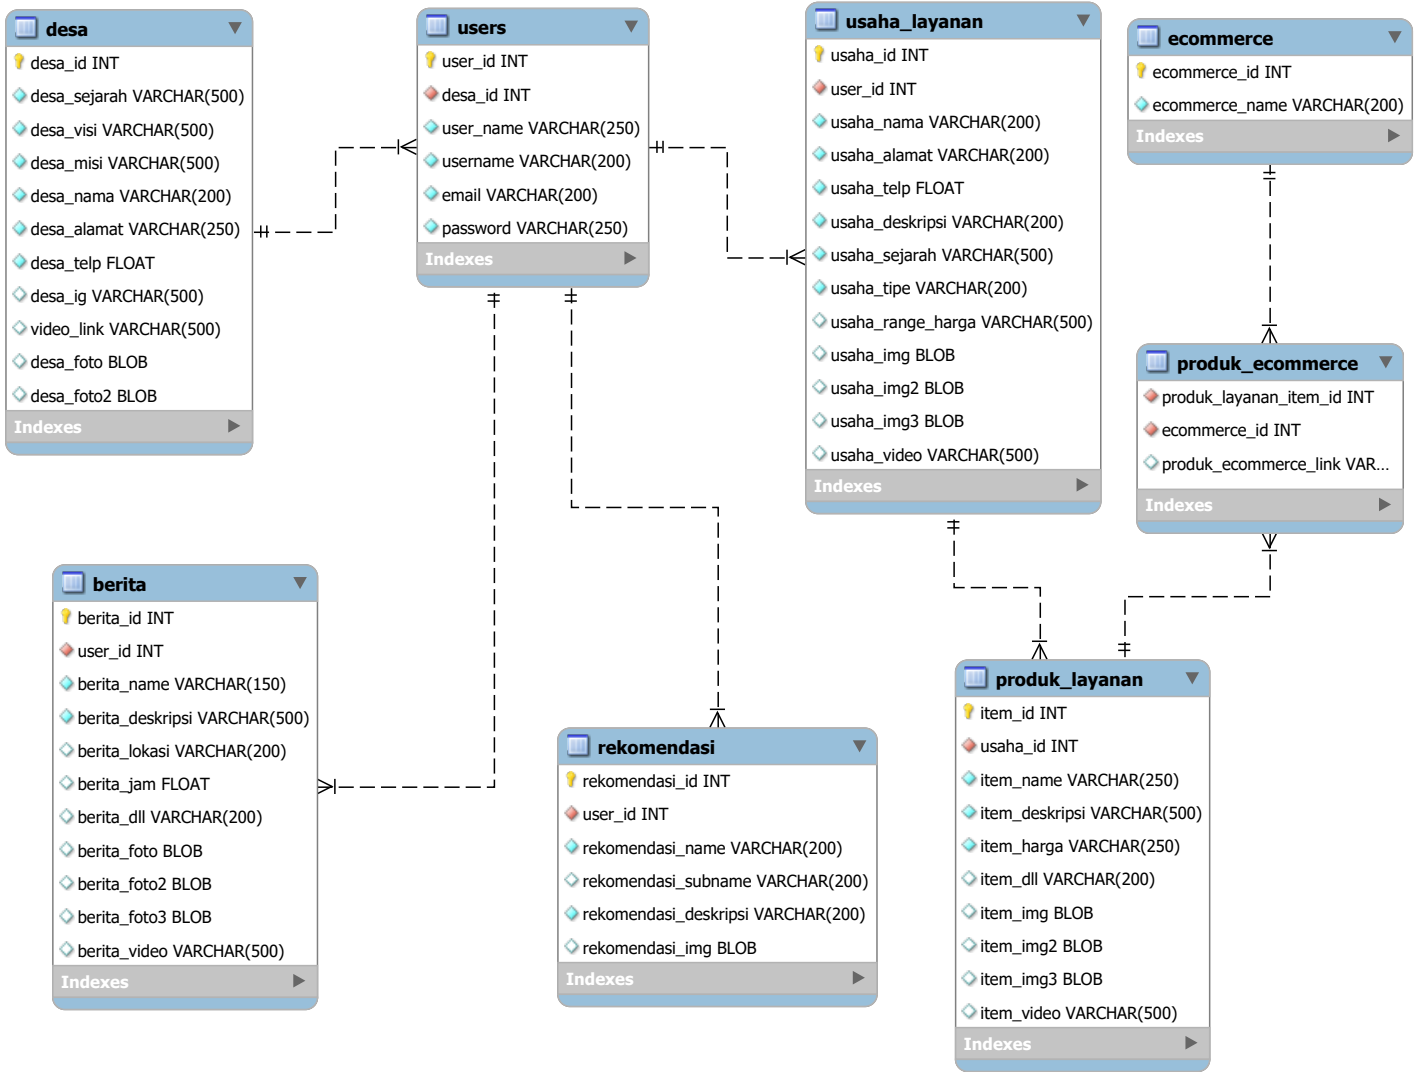 desa
desa_id INT
desa_sejarah VARCHAR(500)
desa_visi VARCHAR(500)
desa_misi VARCHAR(500)
desa_nama VARCHAR(200)
desa_alamat VARCHAR(250)
desa_telp FLOAT
desa_ig VARCHAR(500)
video_link VARCHAR(500)
desa_foto BLOB
desa_foto2 BLOB
Indexes
users
user_id INT
desa_id INT
user_name VARCHAR(250)
username VARCHAR(200)
email VARCHAR(200)
password VARCHAR(250)
Indexes
usaha_layanan
usaha_id INT
user_id INT
usaha_nama VARCHAR(200)
usaha_alamat VARCHAR(200)
usaha_telp FLOAT
usaha_deskripsi VARCHAR(200)
usaha_sejarah VARCHAR(500)
usaha_tipe VARCHAR(200)
usaha_range_harga VARCHAR(500)
usaha_img BLOB
usaha_img2 BLOB
usaha_img3 BLOB
usaha_video VARCHAR(500)
Indexes
ecommerce
ecommerce_id INT
ecommerce_name VARCHAR(200)
Indexes
produk_ecommerce
produk_layanan_item_id INT
ecommerce_id INT
produk_ecommerce_link VAR...
Indexes
berita
berita_id INT
user_id INT
berita_name VARCHAR(150)
berita_deskripsi VARCHAR(500)
berita_lokasi VARCHAR(200)
berita_jam FLOAT
berita_dll VARCHAR(200)
berita_foto BLOB
berita_foto2 BLOB
berita_foto3 BLOB
berita_video VARCHAR(500)
Indexes
rekomendasi
rekomendasi_id INT
user_id INT
rekomendasi_name VARCHAR(200)
rekomendasi_subname VARCHAR(200)
rekomendasi_deskripsi VARCHAR(200)
rekomendasi_img BLOB
Indexes
produk_layanan
item_id INT
usaha_id INT
item_name VARCHAR(250)
item_deskripsi VARCHAR(500)
item_harga VARCHAR(250)
item_dll VARCHAR(200)
item_img BLOB
item_img2 BLOB
item_img3 BLOB
item_video VARCHAR(500)
Indexes